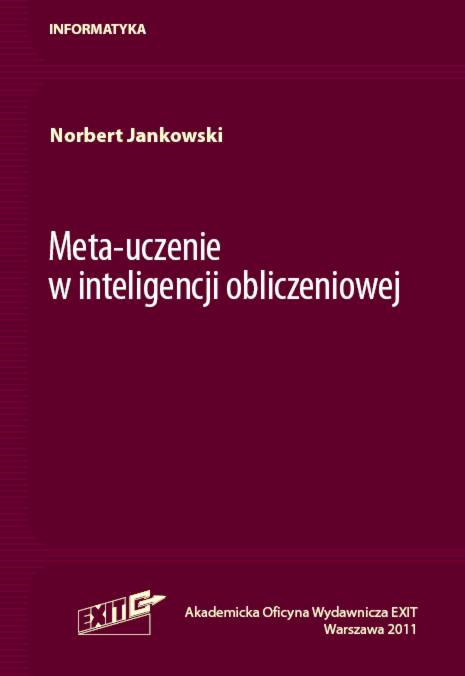 INFORMATYKA
Norbert Jankowski
Meta-uczenie
w inteligencji obliczeniowej
EXIT
Akademicka Oficyna Wydawnicza EXIT
Warszawa 2011